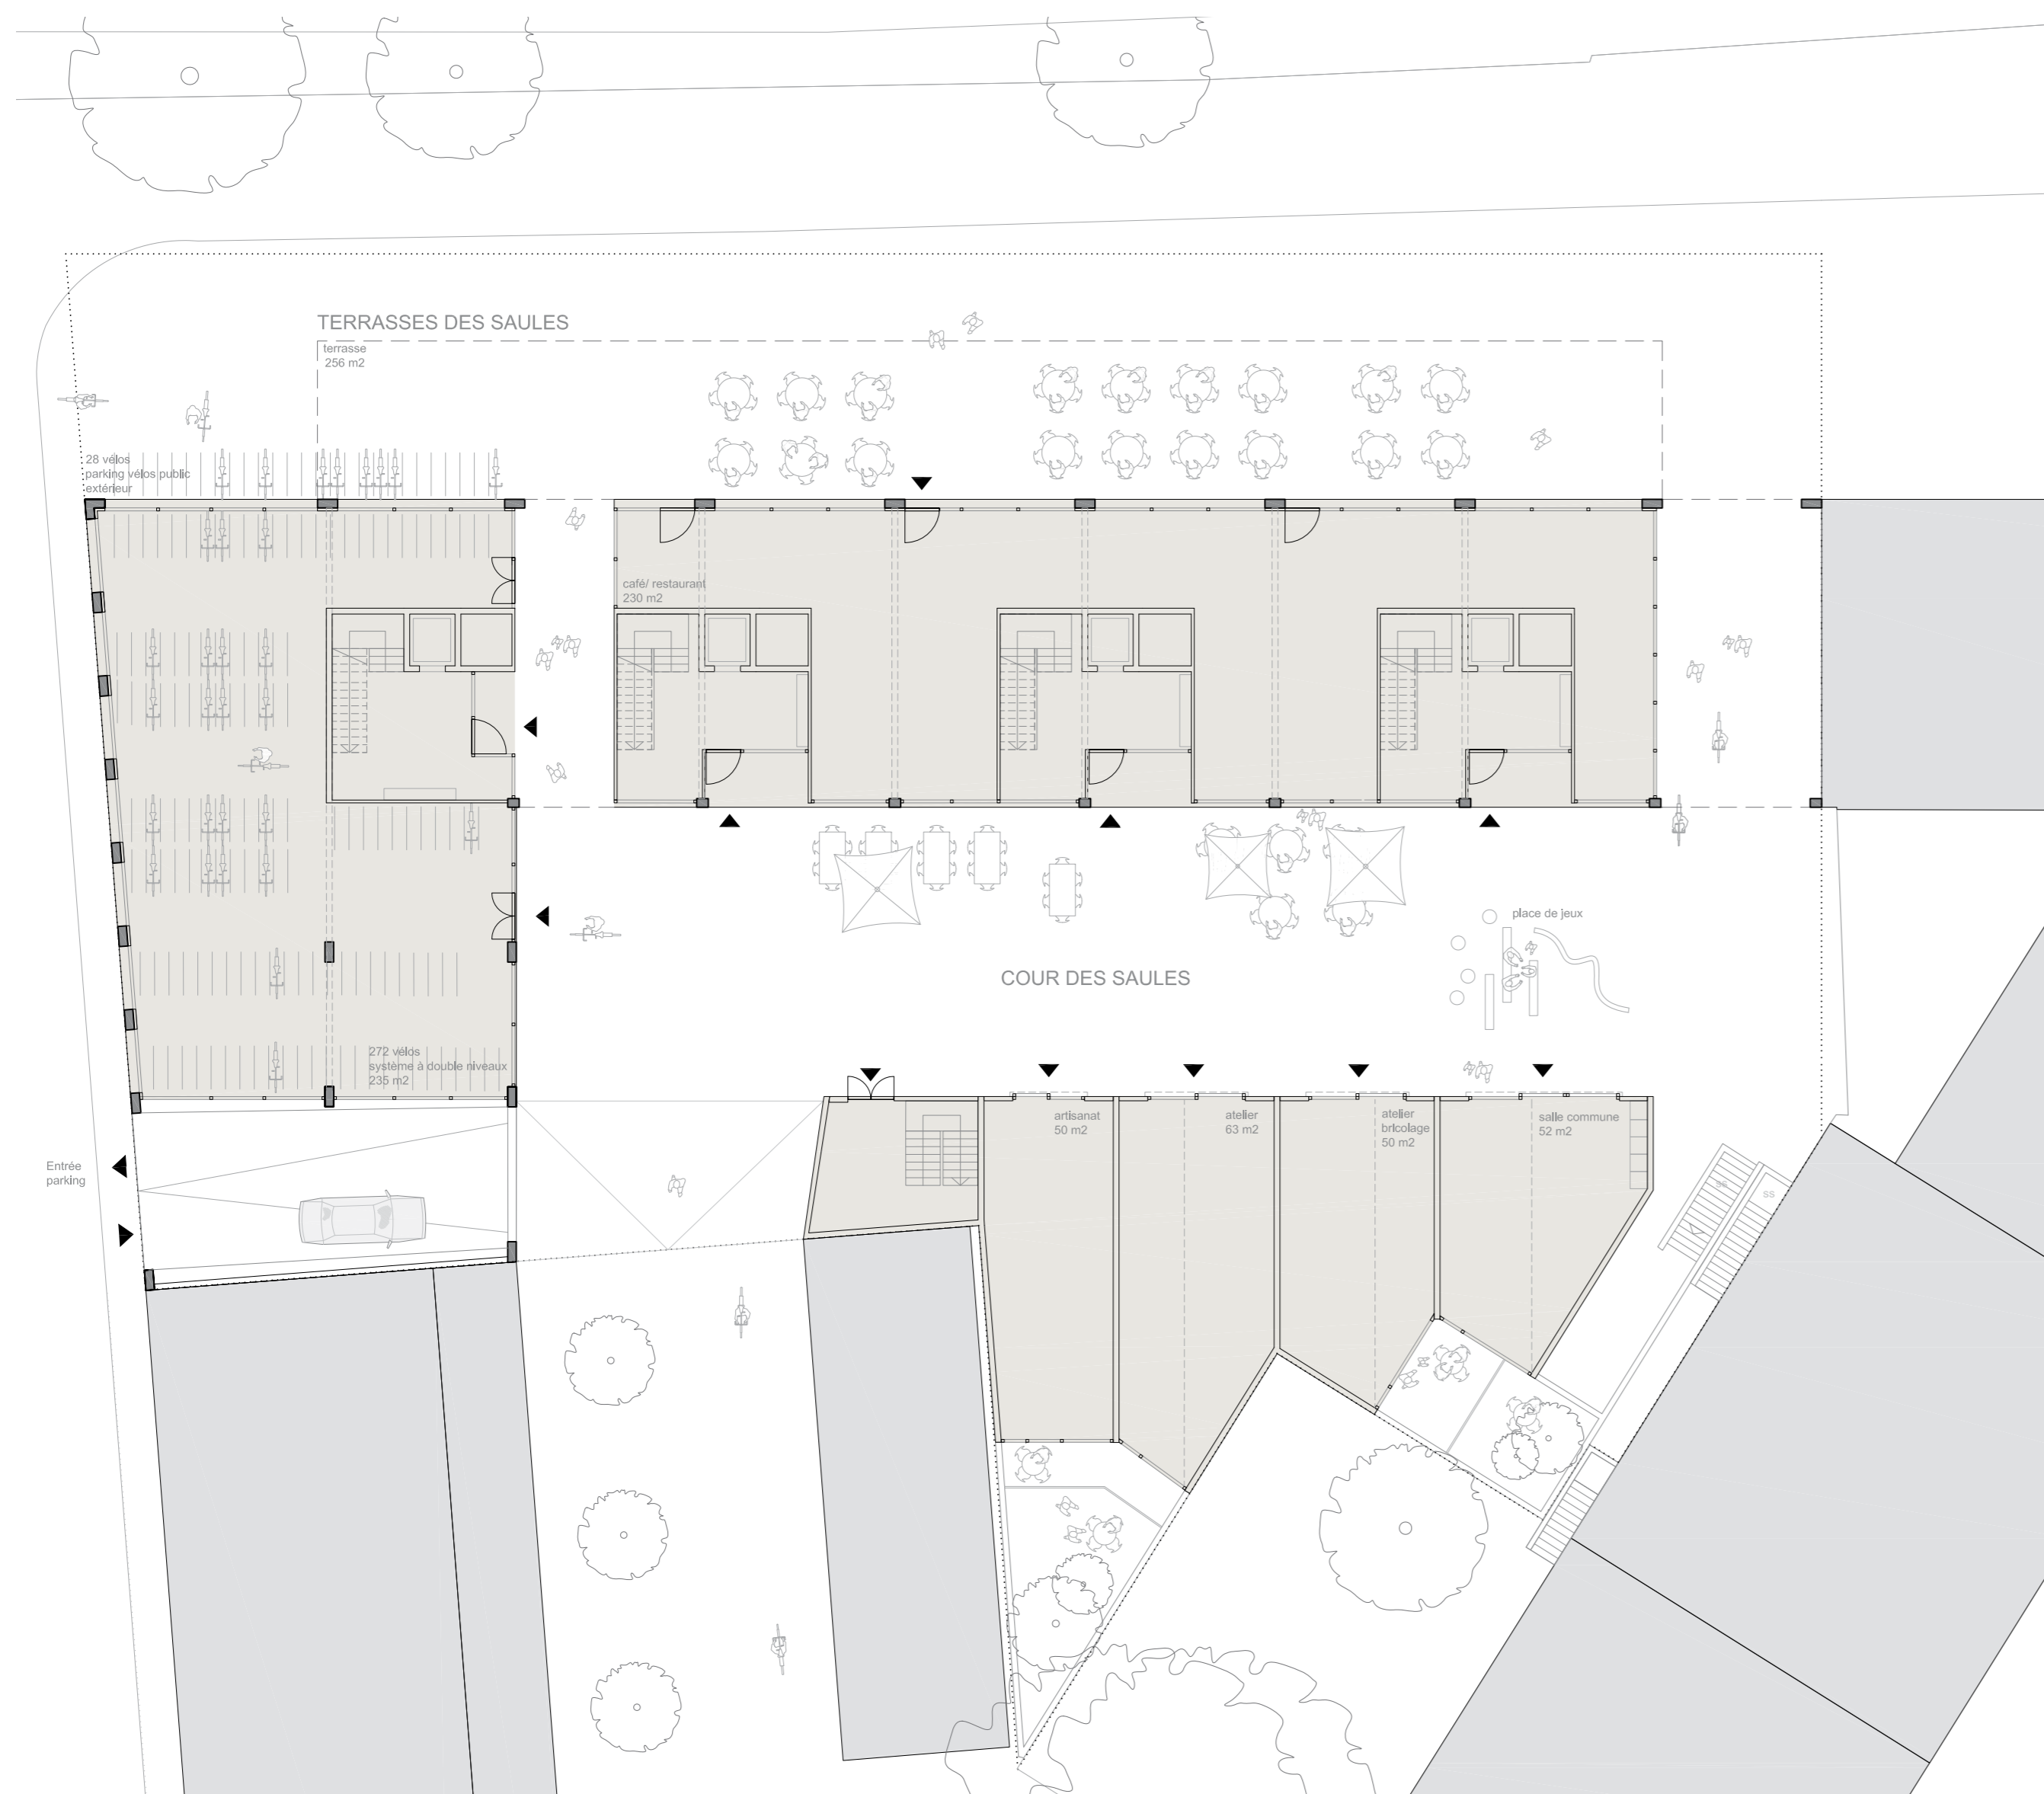 TERRASSES DES SAULES
terrasse
256 m2
28 vélos
parking vélos public
extérieur
café/ restaurant
230 m2
place de jeux
COUR DES SAULES
272 vélos
système à double niveaux
235 m2
artisanat
50 m2
atelier
63 m2
atelier
bricolage
50 m2
salle commune
52 m2
Entrée
parking
SS
SS